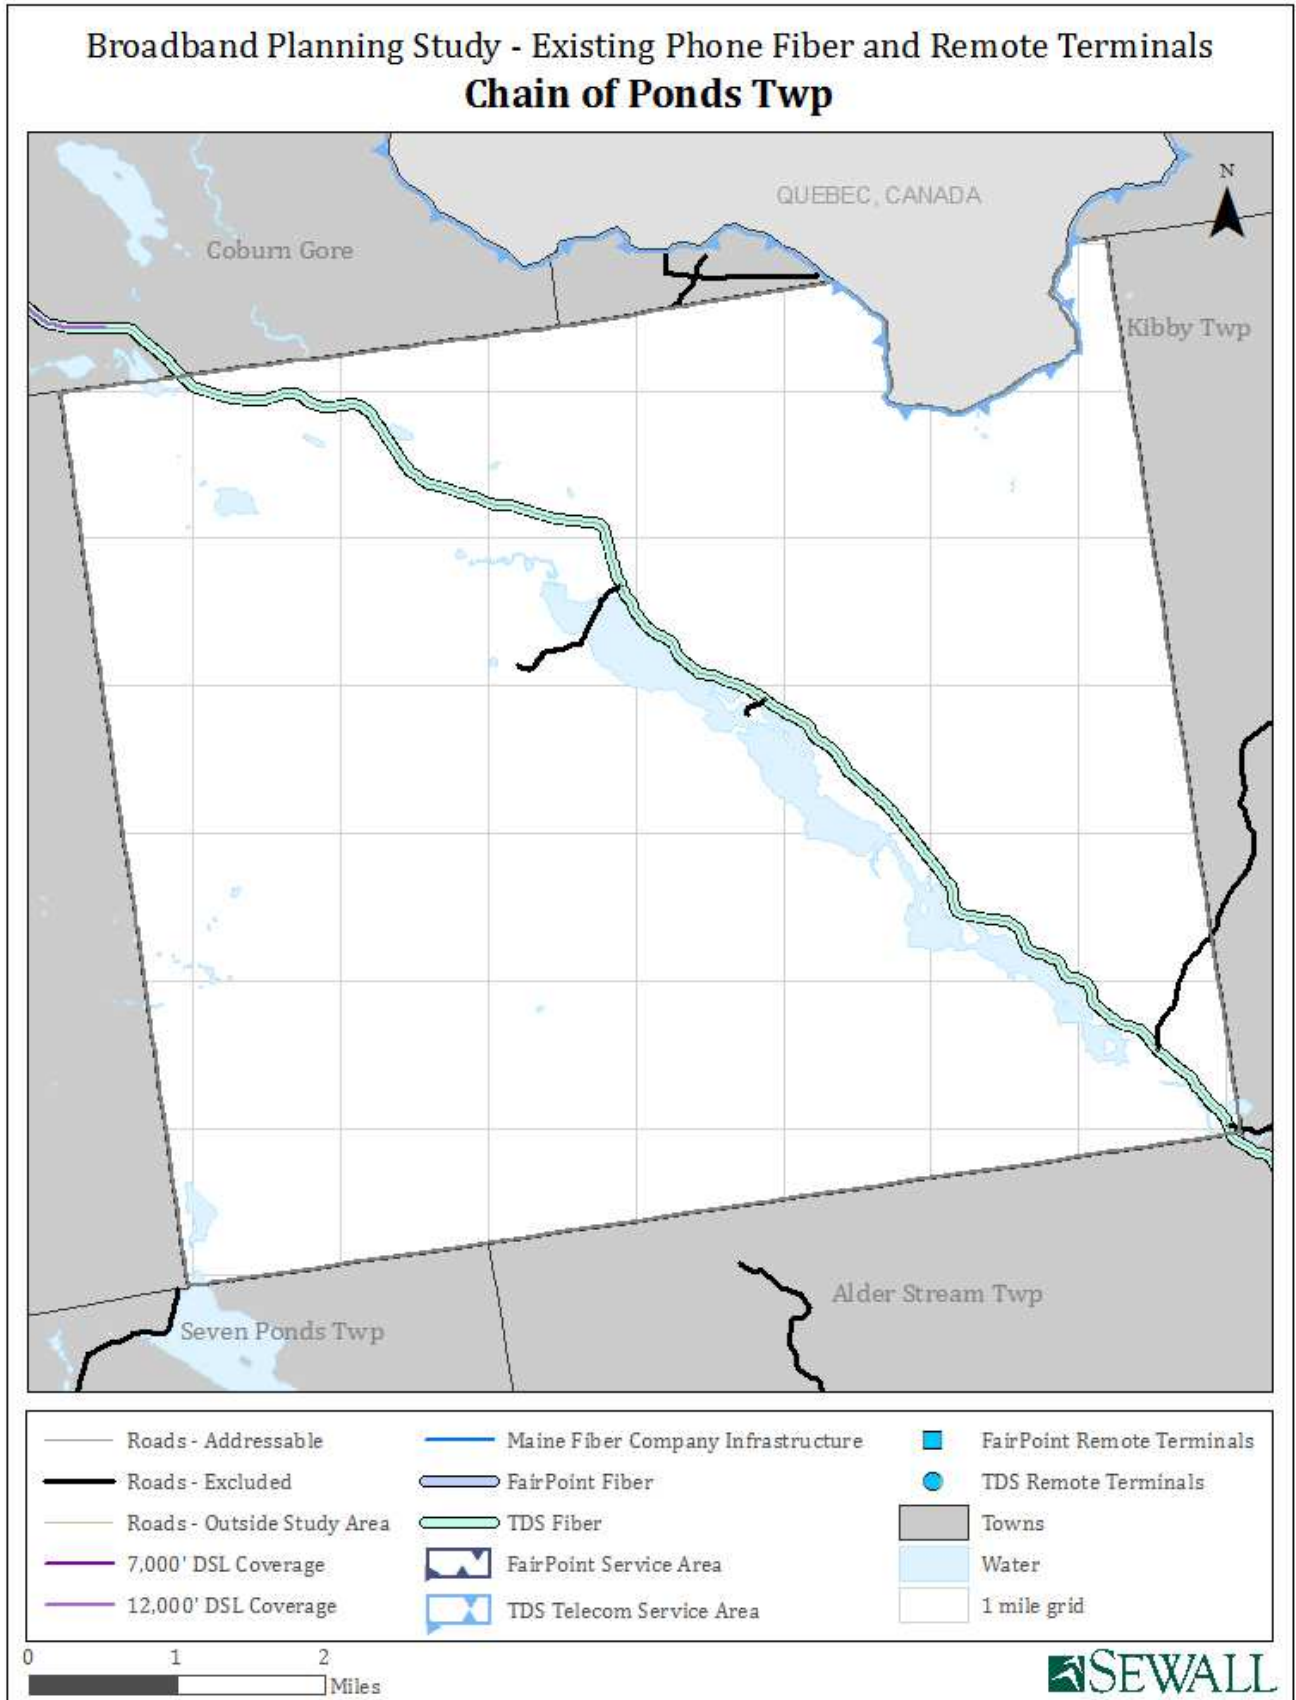 Broadband Planning Study - Existing Phone Fiber and Remote Terminals
Chain of Ponds Twp
QUEBEC, CANADA
N
Coburn Gore
Kibby Twp
Alder Stream Twp
Seven Ponds Twp
Roads - Addressable
Roads - Excluded
Roads - Outside Study Area
7,000' DSL Coverage
12,000' DSL Coverage
Maine Fiber Company Infrastructure
FairPoint Fiber
TDS Fiber
FairPoint Service Area
TDS Telecom Service Area
FairPoint Remote Terminals
TDS Remote Terminals
Towns
Water
1 mile grid
0 1 2
Miles
SEWALL